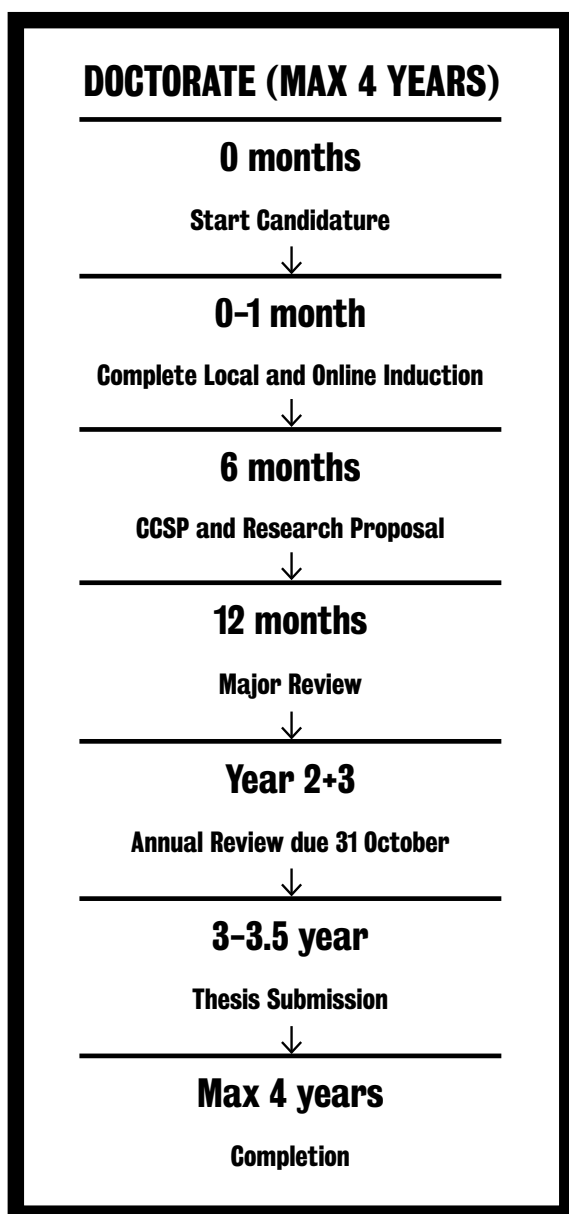 DOCTORATE (MAX 4 YEARS)
0 months
Start Candidature
0-1 month
Complete Local and Online Induction
6 months
CCSP and Research Proposal
12 months
Major Review
Year 2+3
Annual Review due 31 October
3-3.5 year
Thesis Submission
Max 4 years
Completion